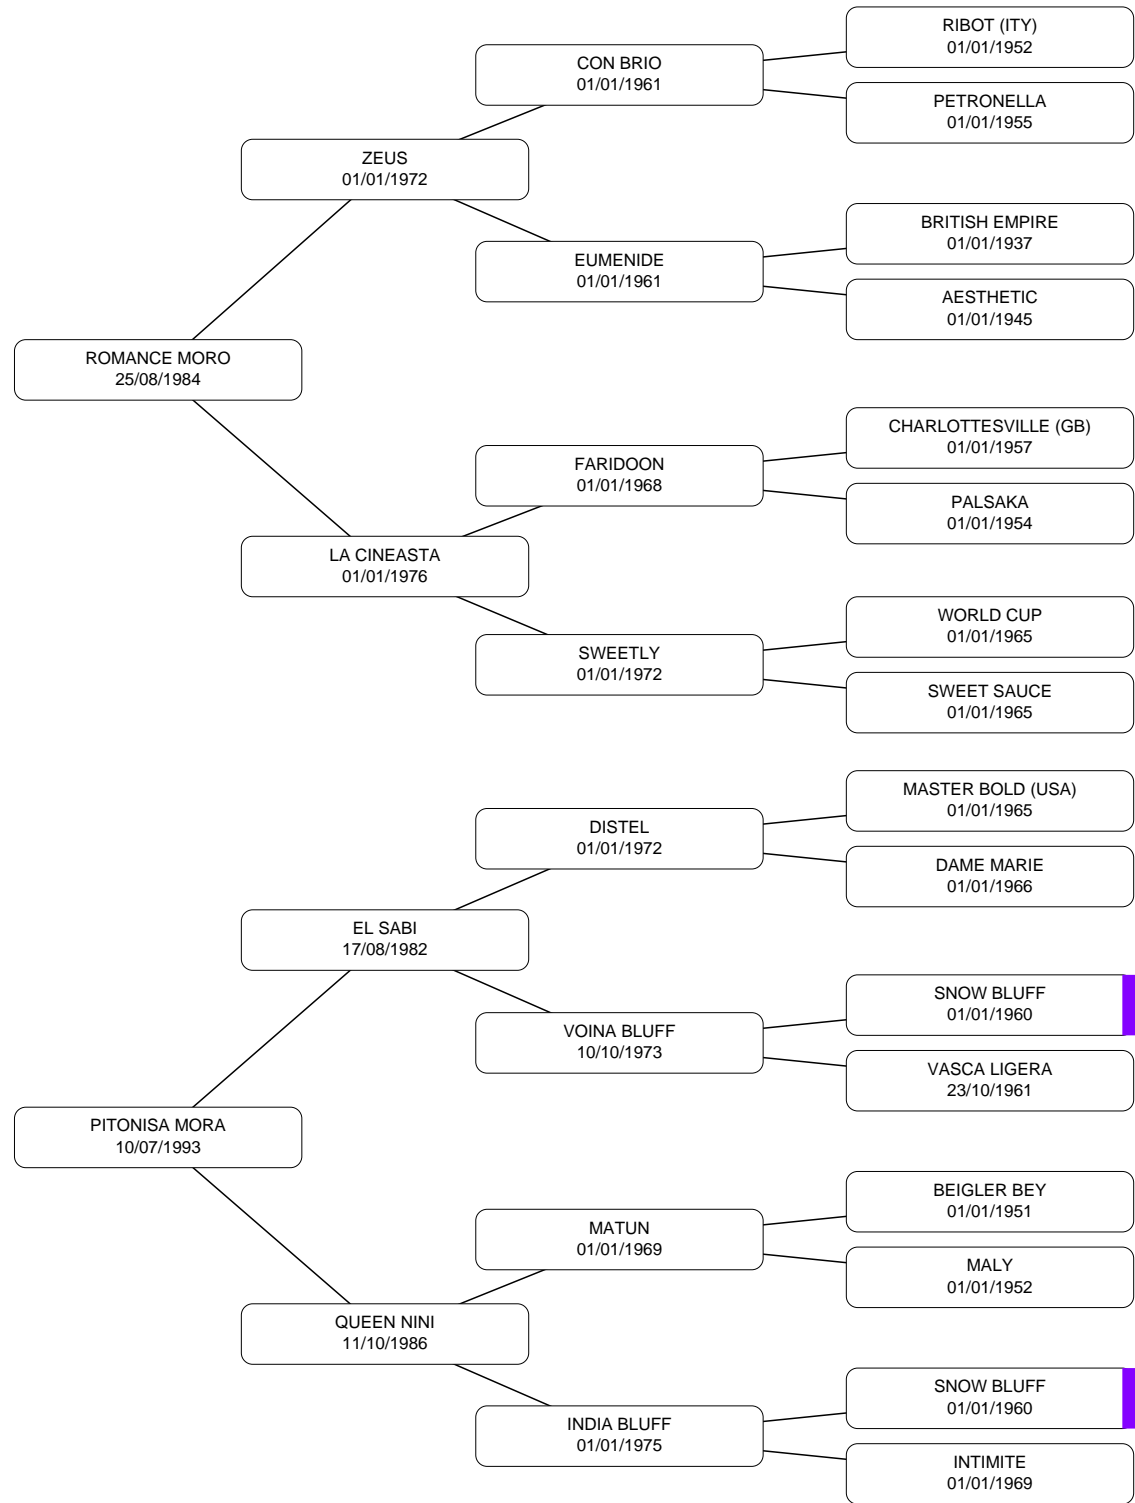 RIBOT (ITY)
01/01/1952
CON BRIO
01/01/1961
PETRONELLA
01/01/1955
ZEUS
01/01/1972
BRITISH EMPIRE
01/01/1937
EUMENIDE
01/01/1961
AESTHETIC
01/01/1945
ROMANCE MORO
25/08/1984
CHARLOTTESVILLE (GB)
01/01/1957
FARIDOON
01/01/1968
PALSAKA
01/01/1954
LA CINEASTA
01/01/1976
WORLD CUP
01/01/1965
SWEETLY
01/01/1972
SWEET SAUCE
01/01/1965
MASTER BOLD (USA)
01/01/1965
DISTEL
01/01/1972
DAME MARIE
01/01/1966
EL SABI
17/08/1982
SNOW BLUFF
01/01/1960
VOINA BLUFF
10/10/1973
VASCA LIGERA
23/10/1961
PITONISA MORA
10/07/1993
BEIGLER BEY
01/01/1951
MATUN
01/01/1969
MALY
01/01/1952
QUEEN NINI
11/10/1986
SNOW BLUFF
01/01/1960
INDIA BLUFF
01/01/1975
INTIMITE
01/01/1969